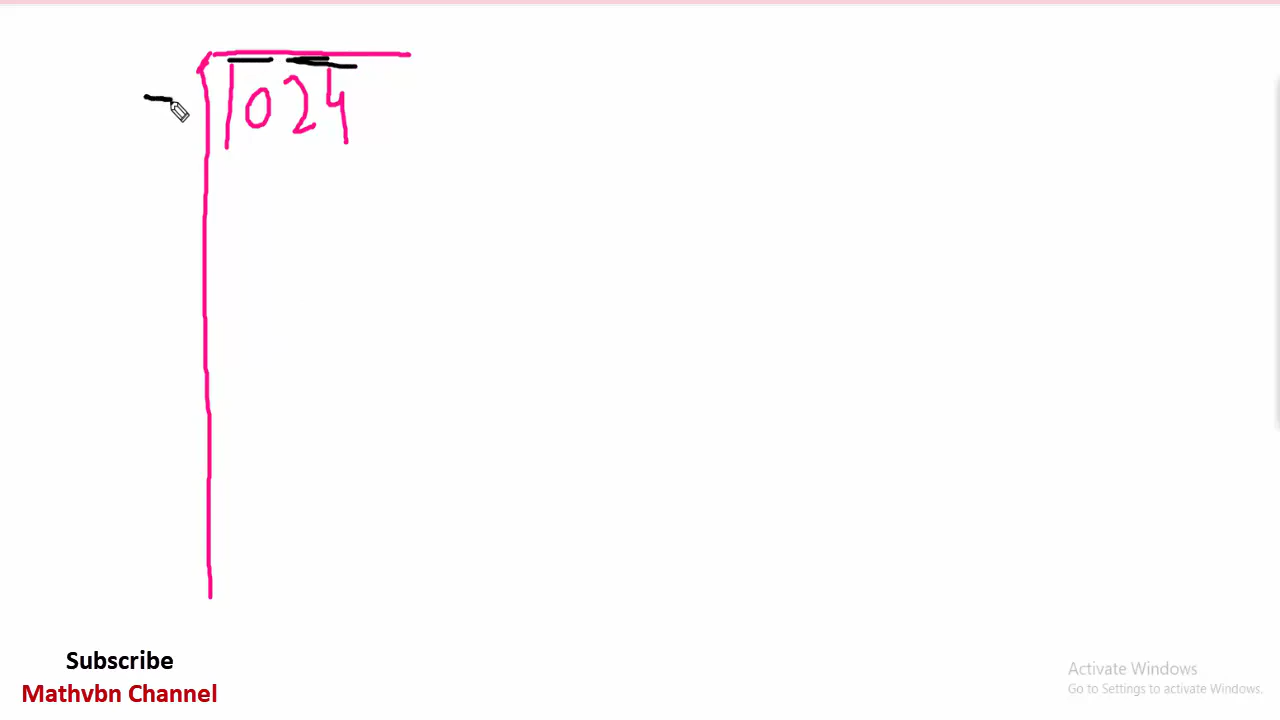 1024
Subscribe
Mathvbn Channel
Activate Windows
Go to Settings to activate Windows.